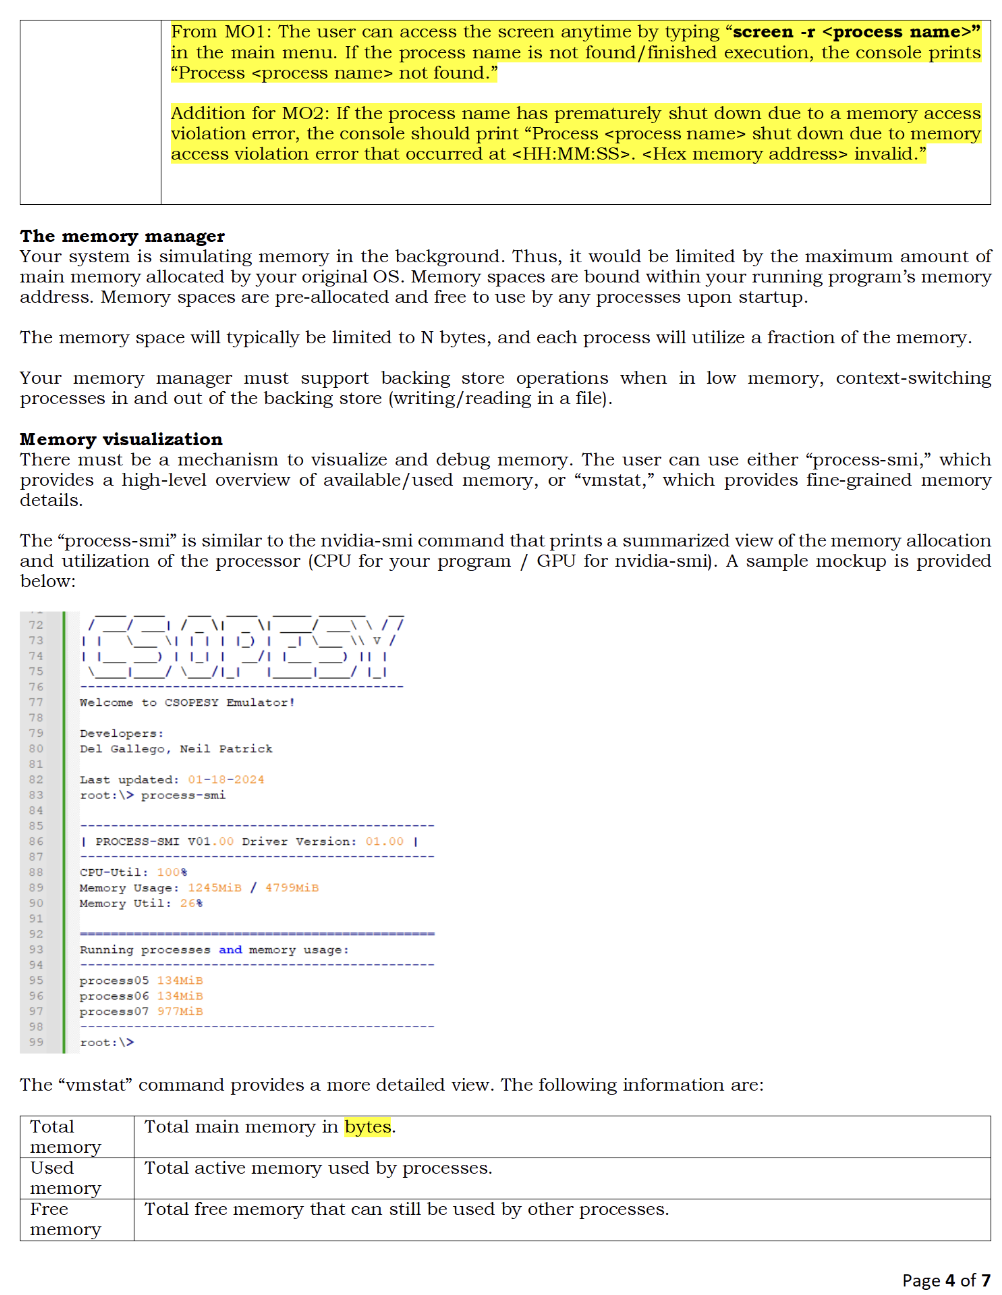 From MO1: The user can access the screen anytime by typing “screen -r <process name>”
in the main menu. If the process name is not found/finished execution, the console prints
“Process <process name> not found.”
Addition for MO2: If the process name has prematurely shut down due to a memory access
violation error, the console should print “Process <process name> shut down due to memory
access violation error that occurred at <HH:MM:SS>. <Hex memory address> invalid.”
The memory manager
Your system is simulating memory in the background. Thus, it would be limited by the maximum amount of
main memory allocated by your original OS. Memory spaces are bound within your running program’s memory
address. Memory spaces are pre-allocated and free to use by any processes upon startup.
The memory space will typically be limited to N bytes, and each process will utilize a fraction of the memory.
Your memory manager must support backing store operations when in low memory, context-switching
processes in and out of the backing store (writing/reading in a file).
Memory visualization
There must be a mechanism to visualize and debug memory. The user can use either “process-smi,” which
provides a high-level overview of available/used memory, or “vmstat,” which provides fine-grained memory
details.
The “process-smi” is similar to the nvidia-smi command that prints a summarized view of the memory allocation
and utilization of the processor (CPU for your program / GPU for nvidia-smi). A sample mockup is provided
below:
CSOPESY
72
73
74
75
76 ------------------------------------------
77 Welcome to CSOPESY Emulator!
78
79 Developers:
80 Del Gallego, Neil Patrick
81
82 Last updated: 01-18-2024
83 root:\> process-smi
84
85 ----------------------------------------------
86 | PROCESS-SMI V01.00 Driver Version: 01.00 |
87 ----------------------------------------------
88 CPU-Util: 100%
89 Memory Usage: 1245MiB / 4799MiB
90 Memory Util: 26%
91
92 ==============================================
93 Running processes and memory usage:
94 ----------------------------------------------
95 process05 134MiB
96 process06 134MiB
97 process07 977MiB
98 ----------------------------------------------
99 root:\>
The “vmstat” command provides a more detailed view. The following information are:
Total memory
Total main memory in bytes.
Used memory
Total active memory used by processes.
Free memory
Total free memory that can still be used by other processes.
Page 4 of 7